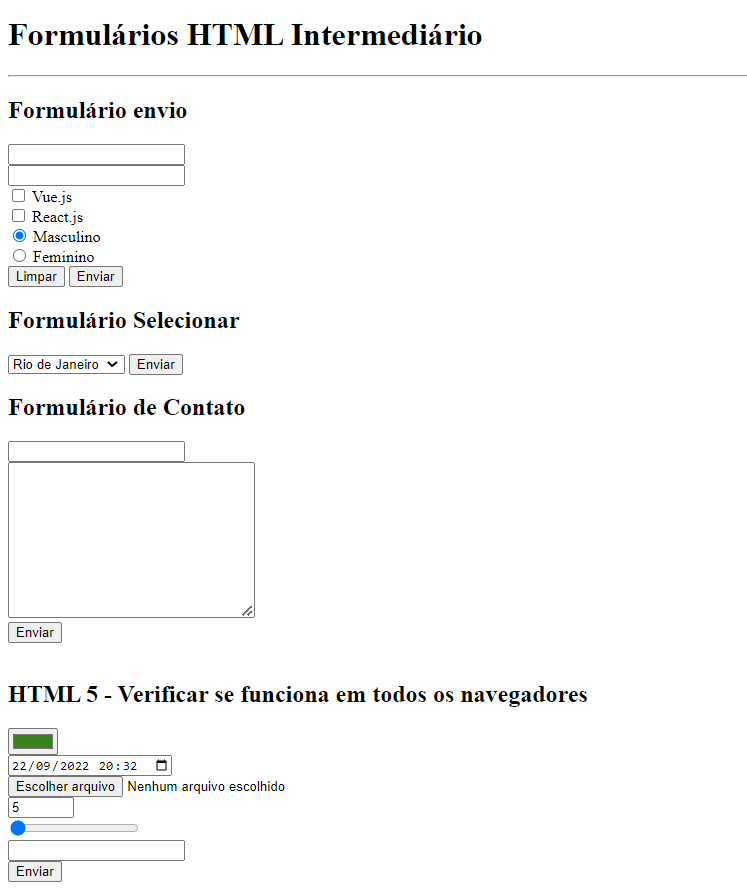 Formulários HTML Intermediário
Formulário envio
Vue.js
React.js
Masculino
Feminino
Limpar Enviar
Formulário Selecionar
Rio de Janeiro Enviar
Formulário de Contato
Enviar
HTML 5 - Verificar se funciona em todos os navegadores
22/09/2022 20:32
Escolher arquivo Nenhum arquivo escolhido
5
Enviar